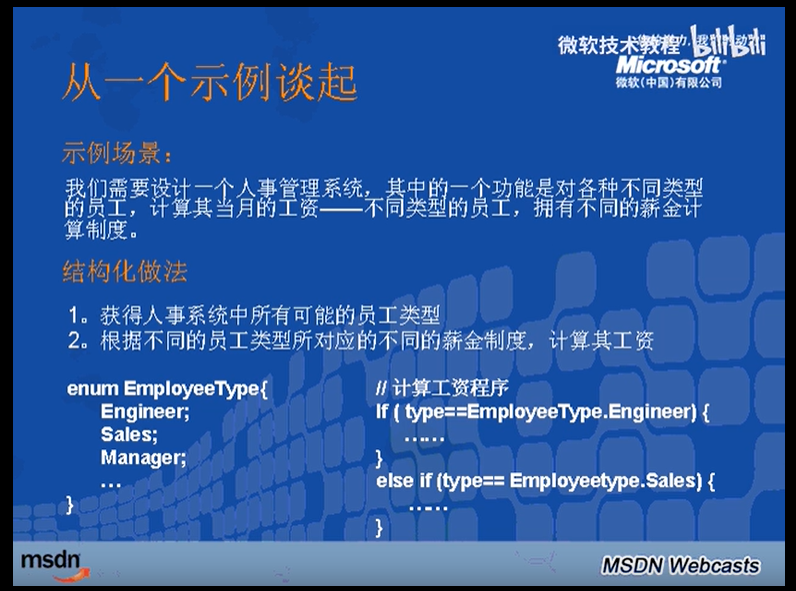 微软技术教程
bilibili
Microsoft
微软(中国)有限公司
从一个示例谈起
示例场景:
我们需要设计一个人事管理系统，其中的一个功能是对各种不同类型
的员工，计算其当月的工资——不同类型的员工，拥有不同的薪金计
算制度。
结构化做法
1。获得人事系统中所有可能的员工类型
2。根据不同的员工类型所对应的不同的薪金制度，计算其工资
enum EmployeeType{
Engineer;
Sales;
Manager;
...
}
// 计算工资程序
If ( type==EmployeeType.Engineer) {
……
}
else if (type== Employeetype.Sales) {
……
}
msdn
MSDN Webcasts